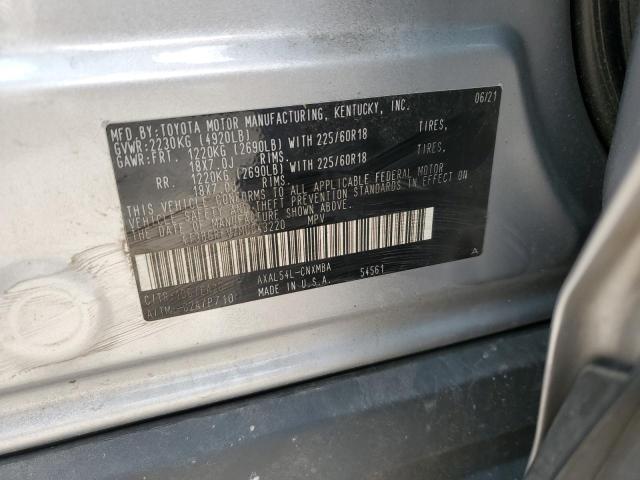 MFD. BY: TOYOTA MOTOR MANUFACTURING, KENTUCKY, INC. 06/21
GVWR: 2230KG (4920LB)
GAWR: FRT. 1220KG (2690LB) WITH 225/60R18 TIRES,
18X7.0J RIMS.
RR. 1220KG (2690LB) WITH 225/60R18 TIRES,
18X7.0J RIMS.
THIS VEHICLE CONFORMS TO ALL APPLICABLE FEDERAL MOTOR
VEHICLE SAFETY AND THEFT PREVENTION STANDARDS IN EFFECT ON
THE DATE OF MANUFACTURE SHOWN ABOVE.
MPV
C/TR: AXAL54L-CNXMBA 54561
A/TM: MADE IN U.S.A. A